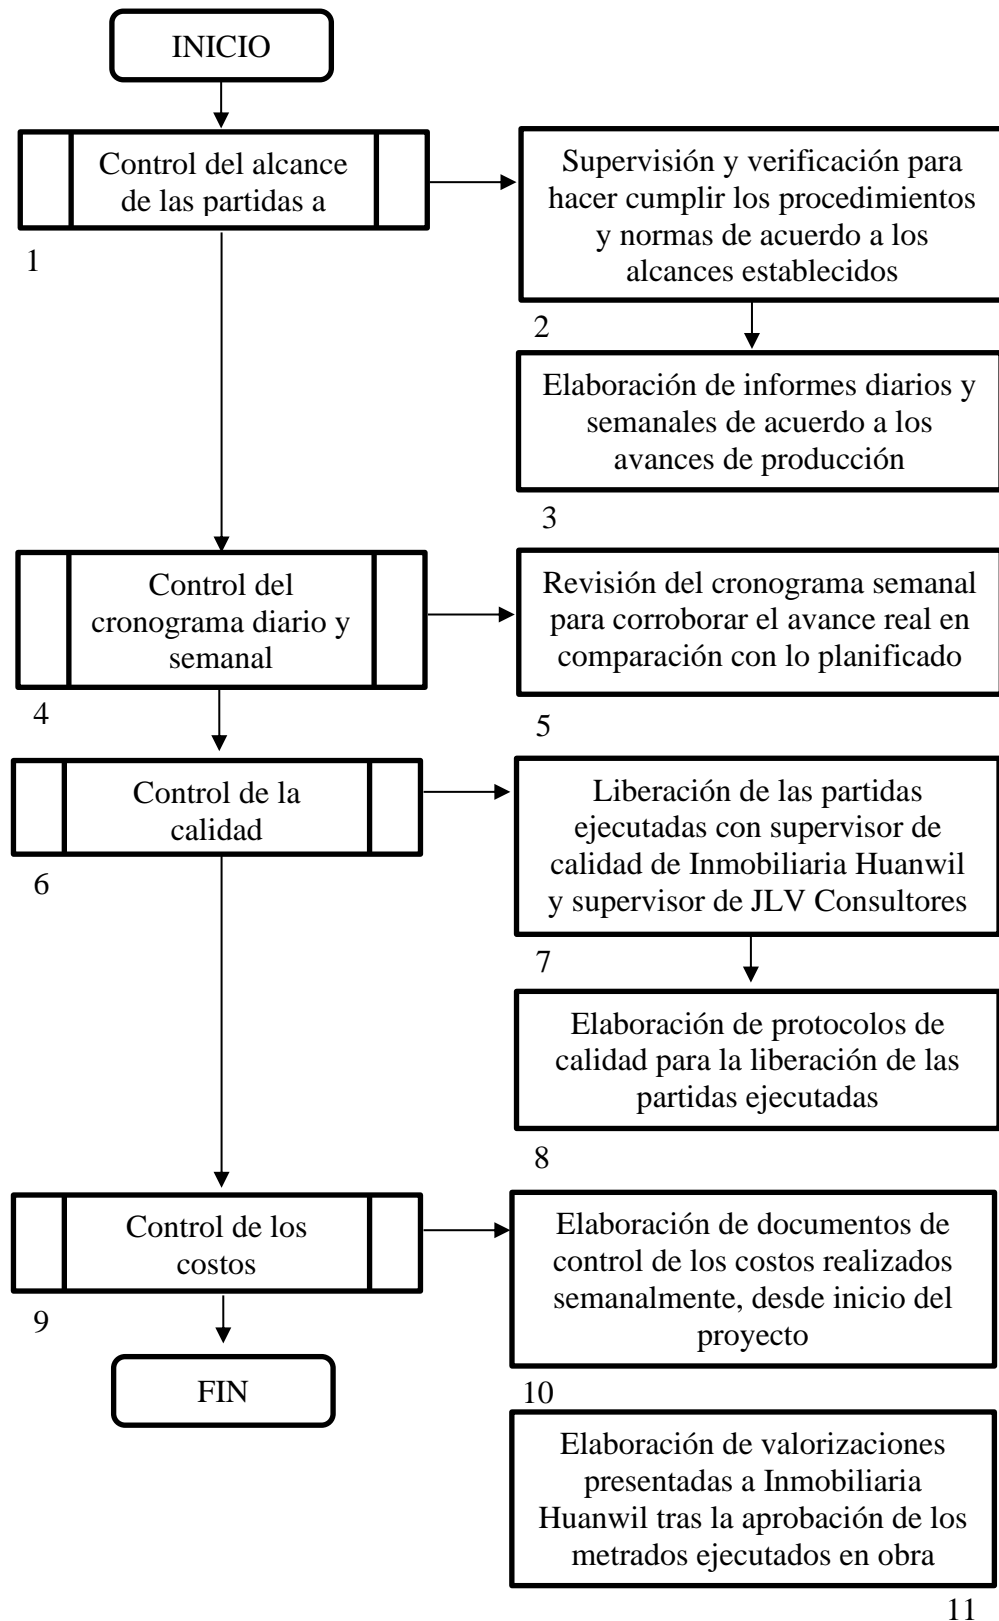 INICIO
Control del alcance
de las partidas a
1
Supervisión y verificación para
hacer cumplir los procedimientos
y normas de acuerdo a los
alcances establecidos
2
Elaboración de informes diarios y
semanales de acuerdo a los
avances de producción
3
Control del
cronograma diario y
semanal
4
Revisión del cronograma semanal
para corroborar el avance real en
comparación con lo planificado
5
Control de la
calidad
6
Liberación de las partidas
ejecutadas con supervisor de
calidad de Inmobiliaria Huanwil
y supervisor de JLV Consultores
7
Elaboración de protocolos de
calidad para la liberación de las
partidas ejecutadas
8
Control de los
costos
9
Elaboración de documentos de
control de los costos realizados
semanalmente, desde inicio del
proyecto
10
FIN
Elaboración de valorizaciones
presentadas a Inmobiliaria
Huanwil tras la aprobación de los
metrados ejecutados en obra
11